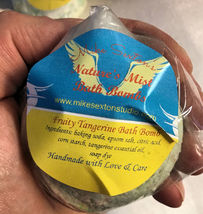 Nature's Mist
Bath Bombs
www.mikesextonstudio.com
Fruity Tangerine Bath Bomb
Ingredients: baking soda, epsom salt, citric acid,
corn starch, tangerine essential oil,
soap dye
Handmade with Love & Care